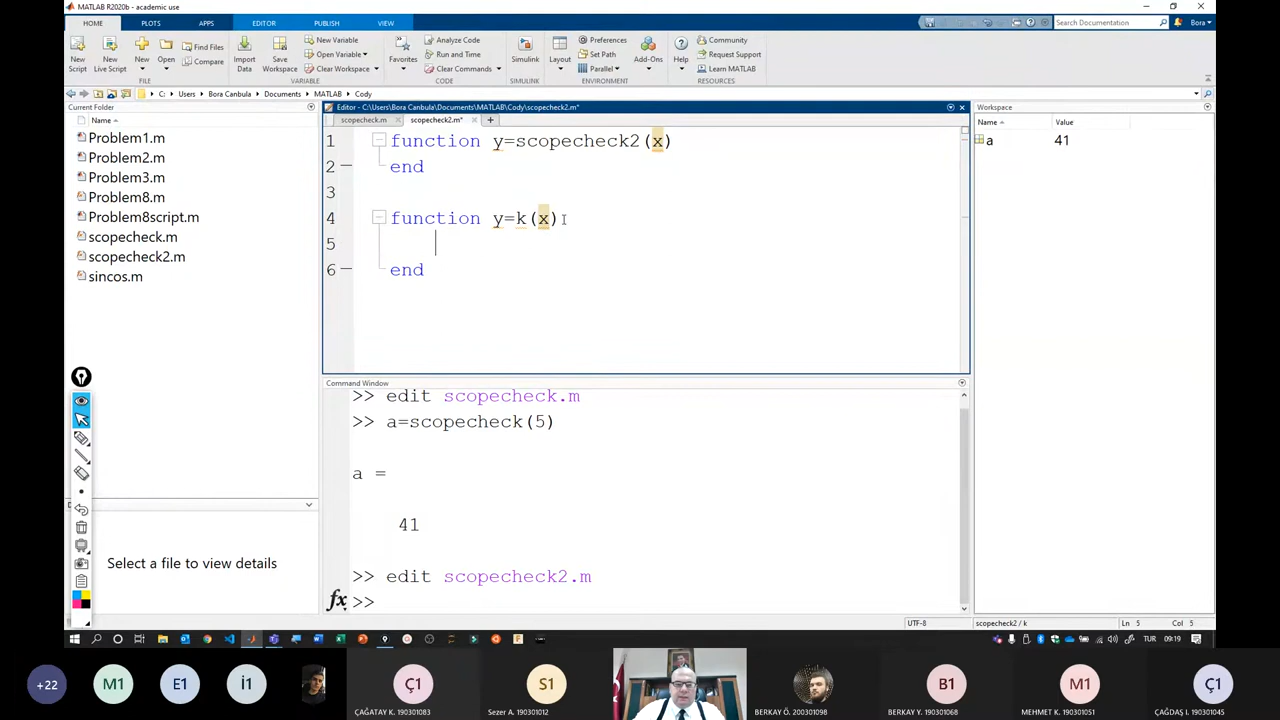 MATLAB R2020b - academic use
HOME
PLOTS
APPS
EDITOR
PUBLISH
VIEW
Search Documentation
Bora
New Script
New Live Script
New
Open
Find Files
Compare
FILE
Import Data
Save Workspace
New Variable
Open Variable
Clear Workspace
VARIABLE
Favorites
Analyze Code
Run and Time
Clear Commands
CODE
Simulink
SIMULINK
Layout
Preferences
Set Path
Parallel
ENVIRONMENT
Add-Ons
Help
Community
Request Support
Learn MATLAB
RESOURCES
C: Users Bora Canbula Documents MATLAB Cody
Current Folder
Name
Problem1.m
Problem2.m
Problem3.m
Problem8.m
Problem8script.m
scopecheck.m
scopecheck2.m
sincos.m
Select a file to view details
Editor - C:\Users\Bora Canbula\Documents\MATLAB\Cody\scopecheck2.m*
scopecheck.m
scopecheck2.m*
1 function y=scopecheck2(x)
2 end
3
4 function y=k(x)
5
6 end
Command Window
>> edit scopecheck.m
>> a=scopecheck(5)
a =
41
>> edit scopecheck2.m
fx >>
Workspace
Name Value
a 41
UTF-8
scopecheck2 / k
Ln 5
Col 5
TUR
09:19
+22
M1
E1
İ1
Ç1
ÇAĞATAY K. 190301083
S1
Sezer A. 190301012
BERKAY Ö. 200301098
B1
BERKAY Y. 190301068
M1
MEHMET K. 190301051
Ç1
ÇAĞDAŞ I. 190301045